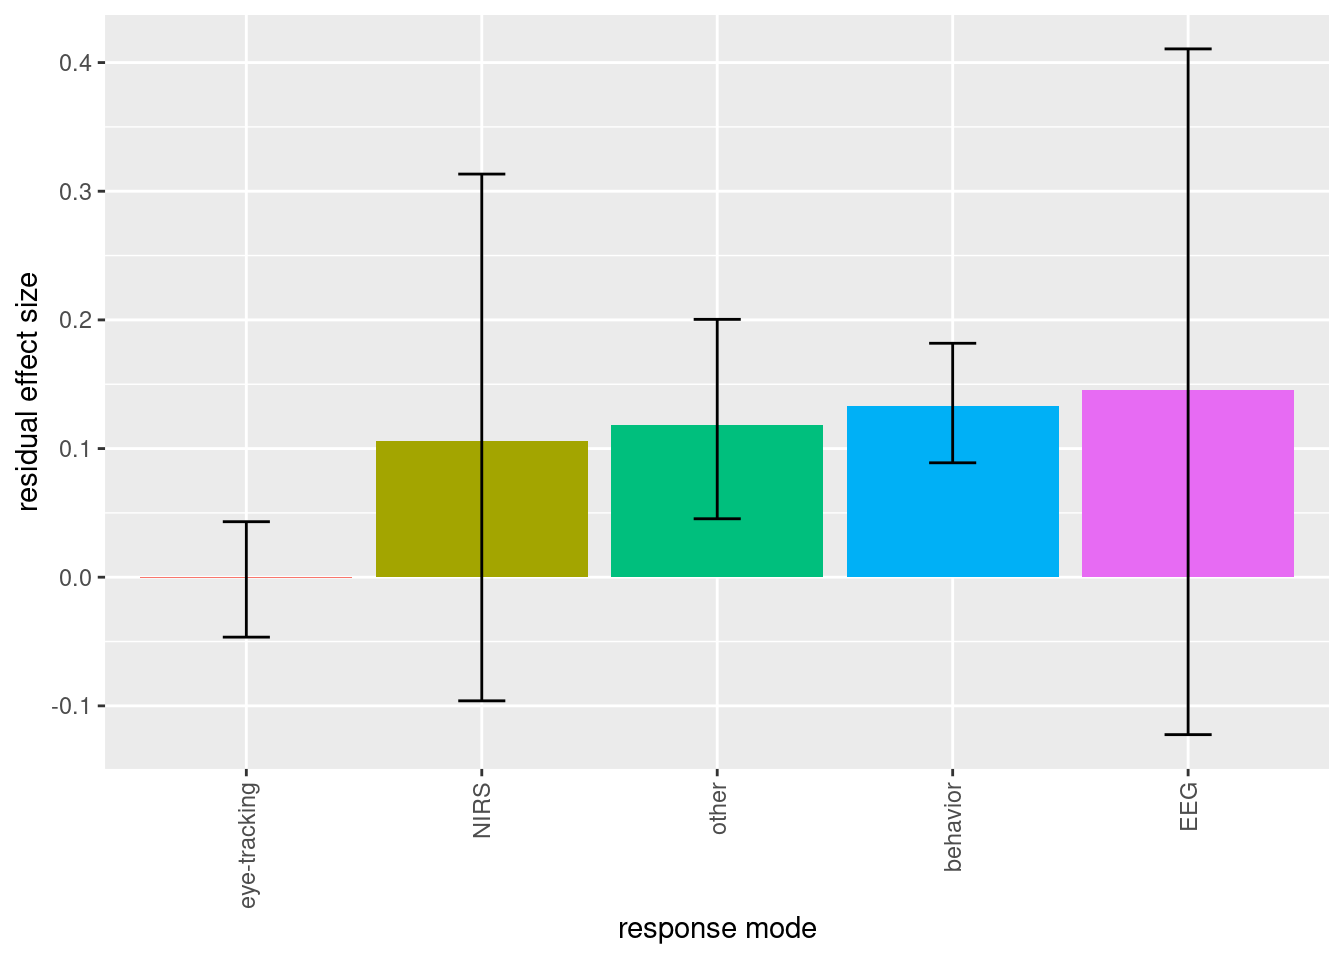 0.4
0.3
0.2
0.1
0.0
-0.1
residual effect size
eye-tracking
NIRS
other
behavior
EEG
response mode